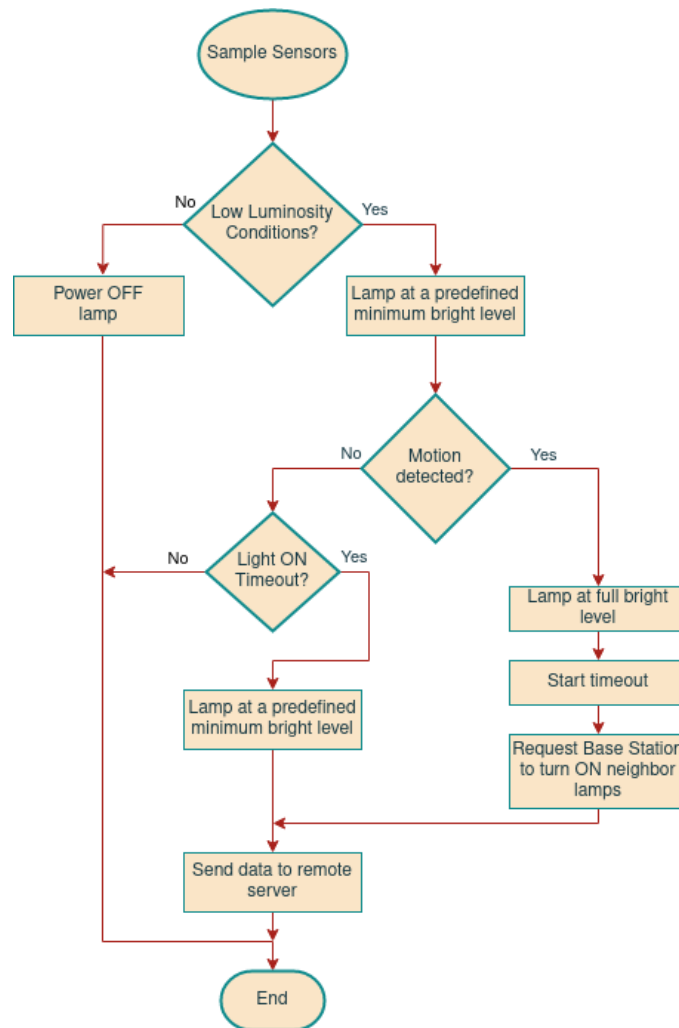 Sample Sensors
No
Yes
Low Luminosity
Conditions?
Power OFF
lamp
Lamp at a predefined
minimum bright level
No
Yes
Motion
detected?
No
Yes
Light ON
Timeout?
Lamp at full bright
level
Start timeout
Lamp at a predefined
minimum bright level
Request Base Station
to turn ON neighbor
lamps
Send data to remote
server
End